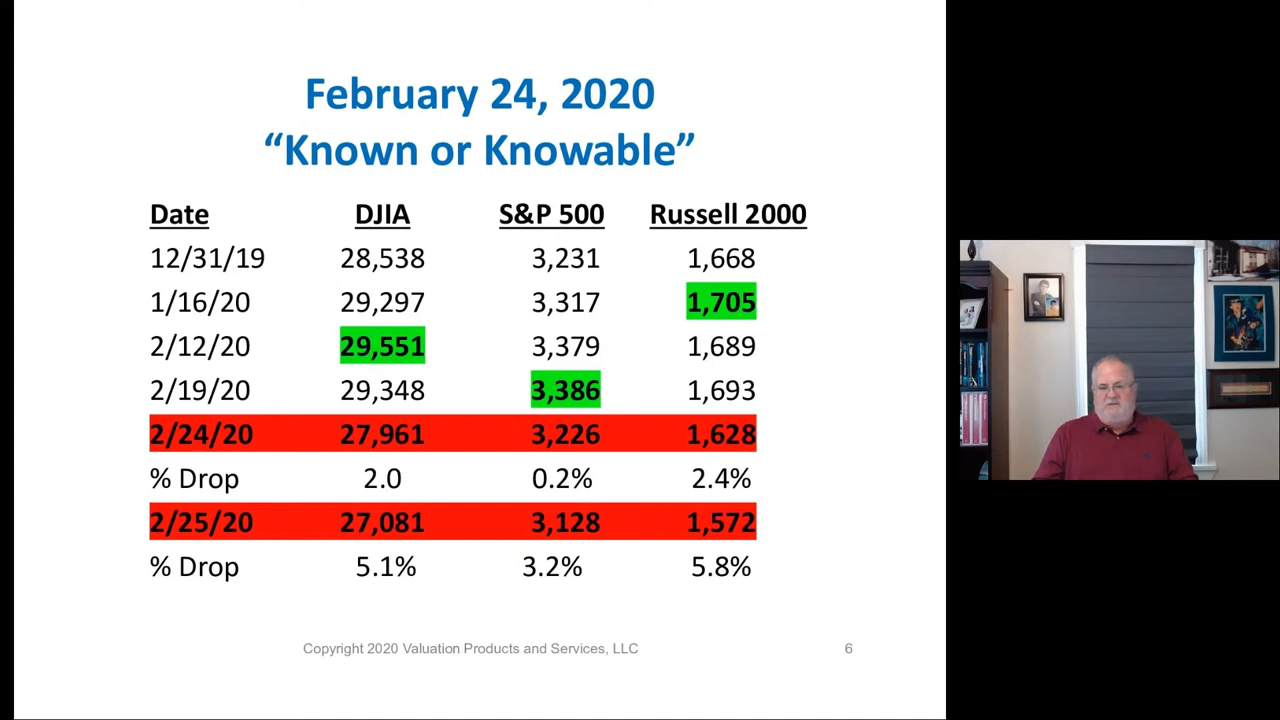 February 24, 2020
“Known or Knowable”
Date DJIA S&P 500 Russell 2000
12/31/19 28,538 3,231 1,668
1/16/20 29,297 3,317 1,705
2/12/20 29,551 3,379 1,689
2/19/20 29,348 3,386 1,693
2/24/20 27,961 3,226 1,628
% Drop 2.0 0.2% 2.4%
2/25/20 27,081 3,128 1,572
% Drop 5.1% 3.2% 5.8%
Copyright 2020 Valuation Products and Services, LLC 6